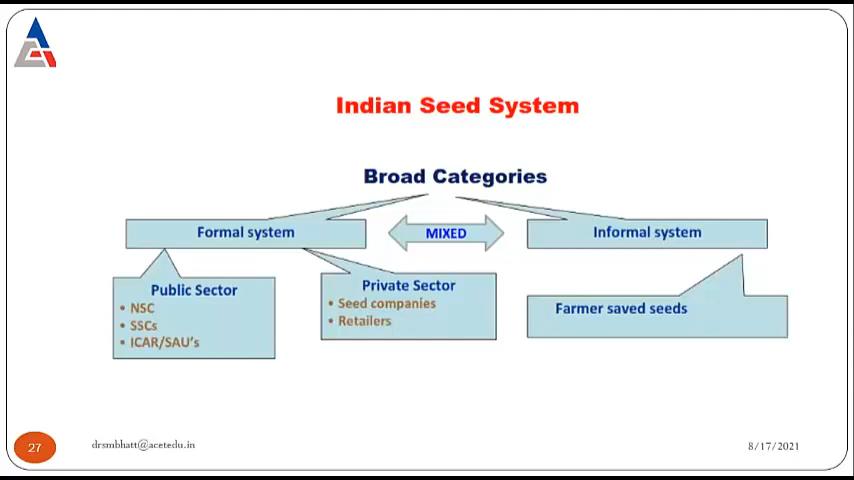 Indian Seed System
Broad Categories
Formal system
MIXED
Informal system
Public Sector
• NSC
• SSCs
• ICAR/SAU's
Private Sector
• Seed companies
• Retailers
Farmer saved seeds
27
drsmbhatt@acetedu.in
8/17/2021